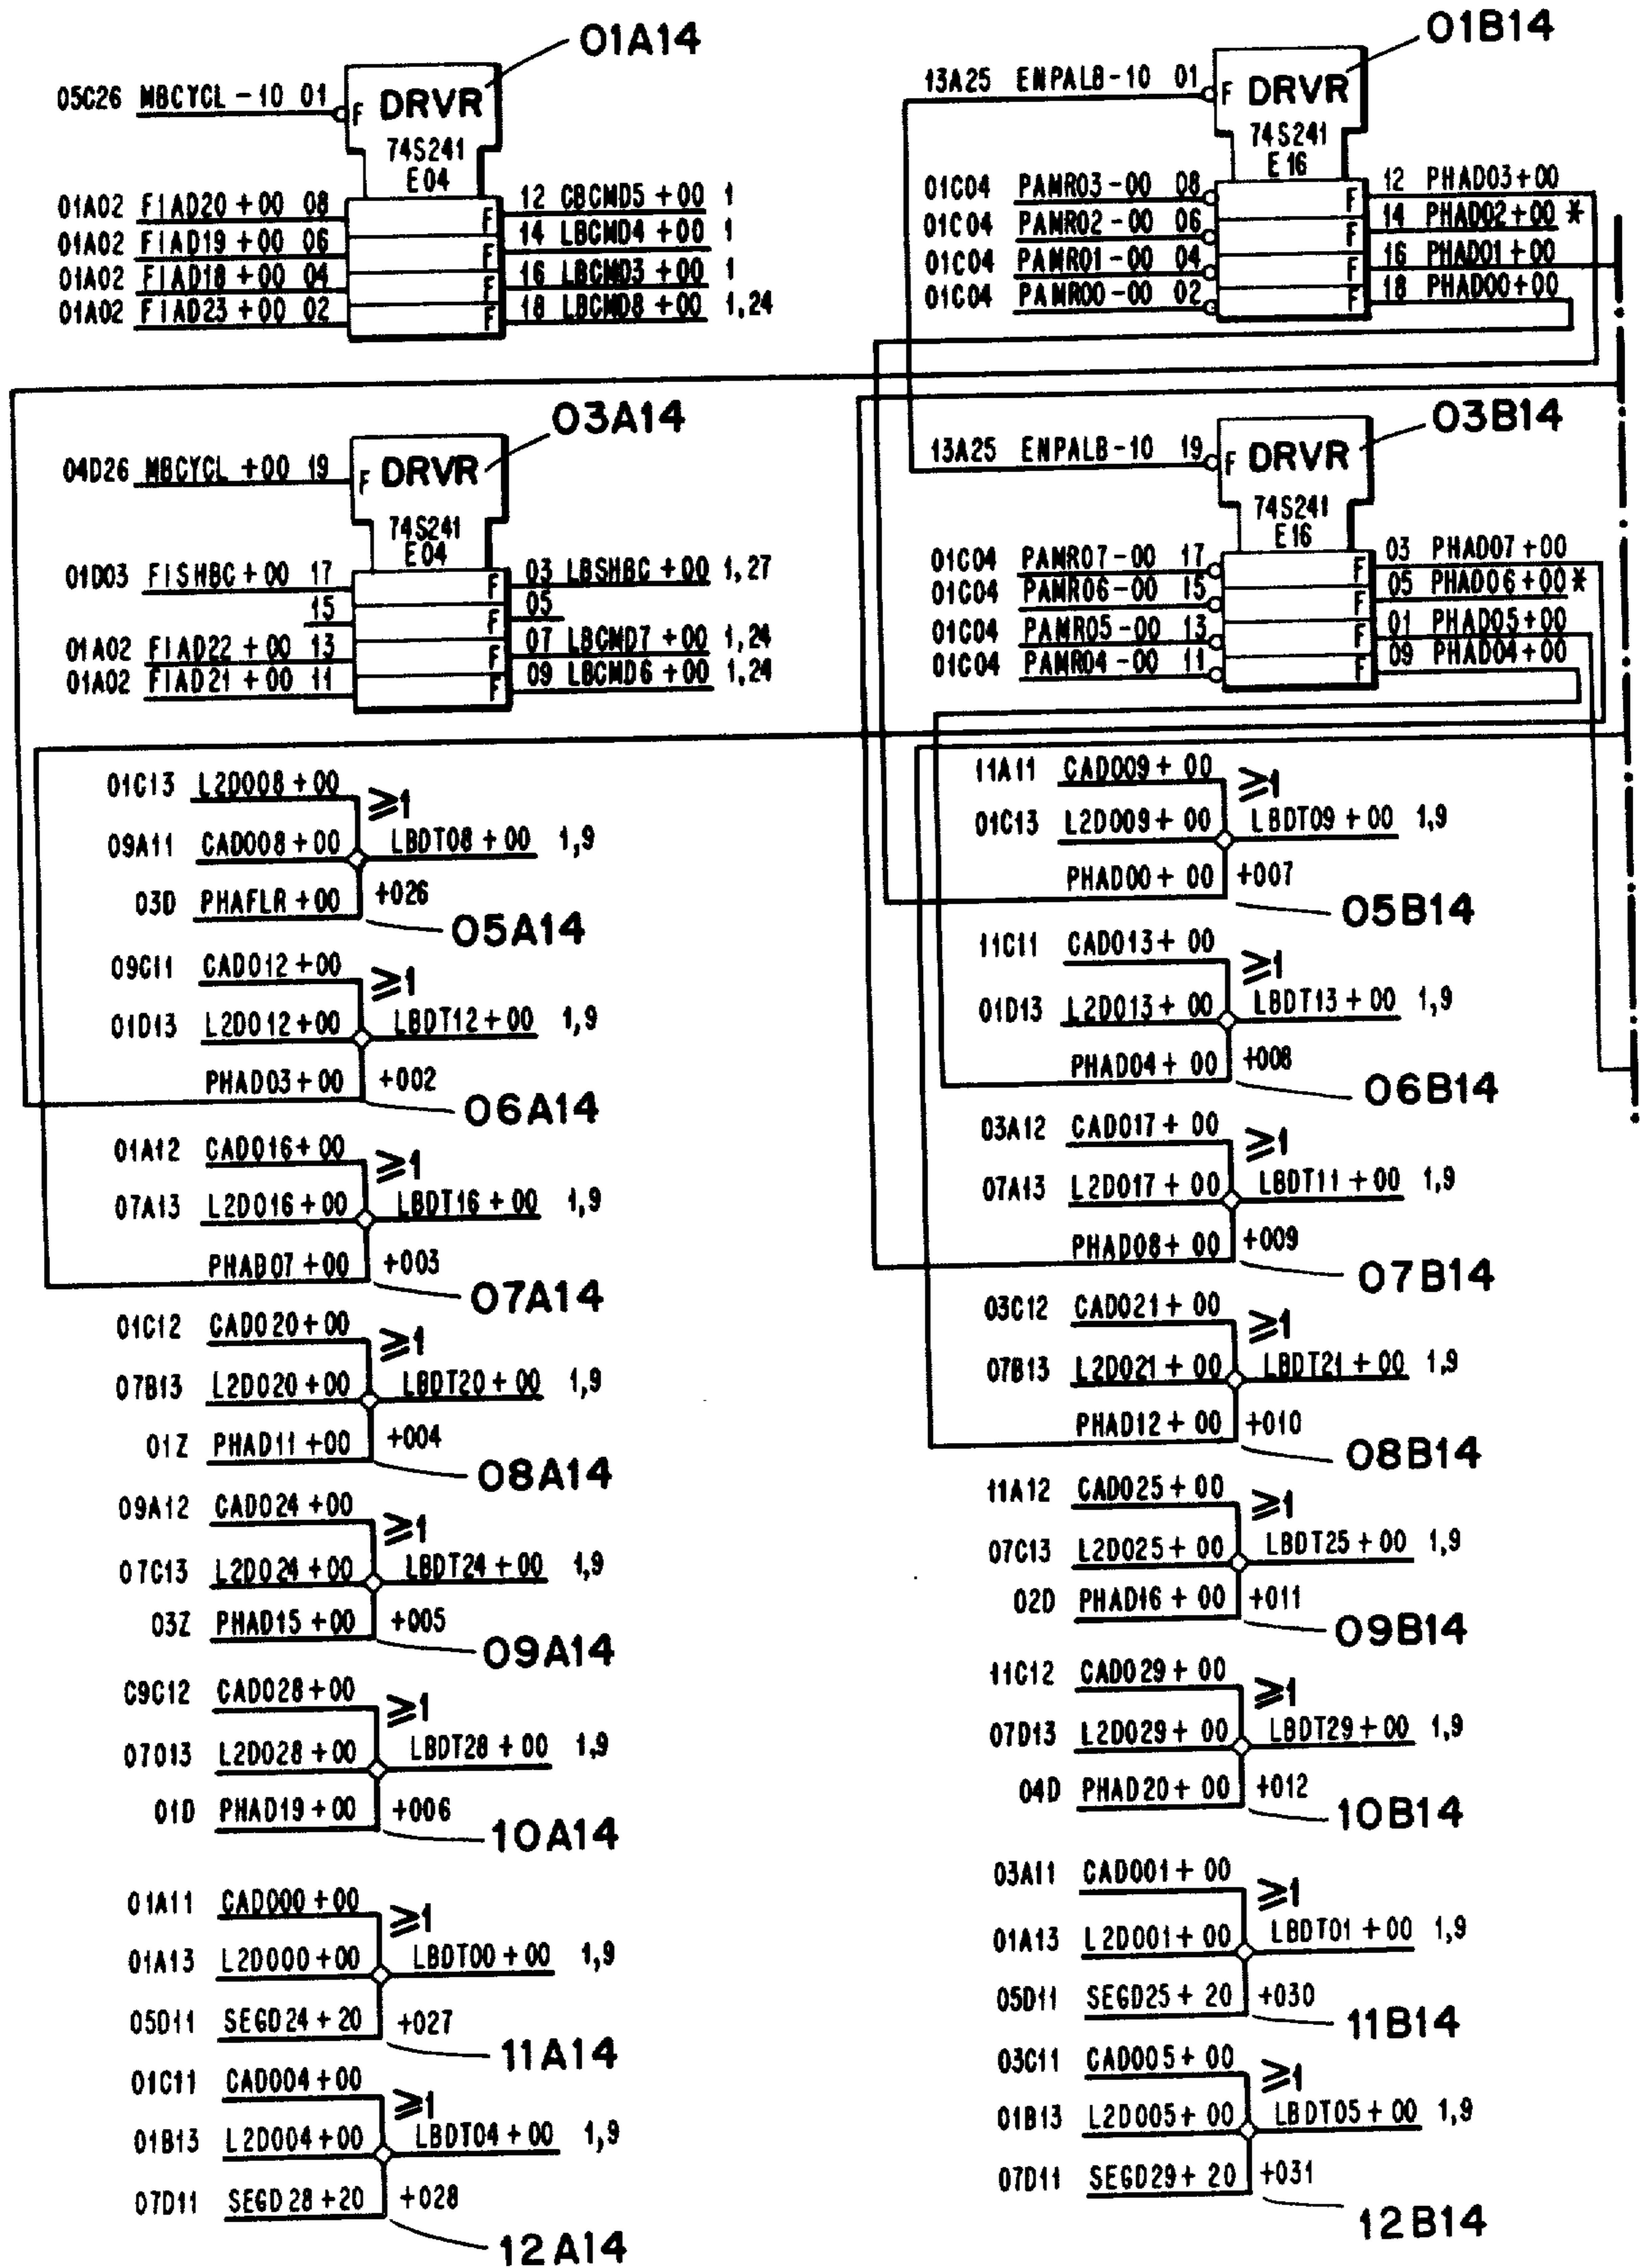 01A14
05C26 MBCYCL -10 01
F DRVR
74S241
E04
01A02 FIAD20 +00 08 F 12 CBCMD5 +00 1
01A02 FIAD19 +00 06 F 14 LBCMD4 +00 1
01A02 FIAD18 +00 04 F 16 LBCMD3 +00 1
01A02 FIAD23 +00 02 F 18 LBCMD8 +00 1,24
01B14
13A25 ENPALB-10 01
F DRVR
74S241
E16
01C04 PAMR03-00 08 F 12 PHAD03+00
01C04 PAMR02-00 06 F 14 PHAD02+00 *
01C04 PAMR01-00 04 F 16 PHAD01+00
01C04 PAMR00-00 02 F 18 PHAD00+00
03A14
04D26 MBCYCL +00 19
F DRVR
74S241
E04
01D03 FISHBC +00 17 F 03 LBSHBC +00 1,27
15 F 05
01A02 FIAD22 +00 13 F 07 LBCMD7 +00 1,24
01A02 FIAD21 +00 11 F 09 LBCMD6 +00 1,24
03B14
13A25 ENPALB-10 19
F DRVR
74S241
E16
01C04 PAMR07-00 17 F 03 PHAD07+00
01C04 PAMR06-00 15 05 PHAD06+00 *
01C04 PAMR05-00 13 01 PHAD05+00
01C04 PAMR04-00 11 F 09 PHAD04+00
01C13 L2D008+00
≥1
09A11 CAD008+00 LBDT08+00 1,9
03D PHAFLR+00 +026
05A14
09C11 CAD012+00
≥1
01D13 L2D012+00 LBDT12+00 1,9
PHAD03+00 +002
06A14
01A12 CAD016+00
≥1
07A13 L2D016+00 LBDT16+00 1,9
PHAD07+00 +003
07A14
01C12 CAD020+00
≥1
07B13 L2D020+00 LBDT20+00 1,9
01Z PHAD11+00 +004
08A14
09A12 CAD024+00
≥1
07C13 L2D024+00 LBDT24+00 1,9
03Z PHAD15+00 +005
09A14
C9C12 CAD028+00
≥1
07013 L2D028+00 LBDT28+00 1,9
01D PHAD19+00 +006
10A14
01A11 CAD000+00
≥1
01A13 L2D000+00 LBDT00+00 1,9
05D11 SEGD24+20 +027
11A14
01C11 CAD004+00
≥1
01B13 L2D004+00 LBDT04+00 1,9
07D11 SEGD28+20 +028
12A14
11A11 CAD009+00
≥1
01C13 L2D009+00 LBDT09+00 1,9
PHAD00+00 +007
05B14
11C11 CAD013+00
≥1
01D13 L2D013+00 LBDT13+00 1,9
PHAD04+00 +008
06B14
03A12 CAD017+00
≥1
07A13 L2D017+00 LBDT11+00 1,9
PHAD08+00 +009
07B14
03C12 CAD021+00
≥1
07B13 L2D021+00 LBDT21+00 1,9
PHAD12+00 +010
08B14
11A12 CAD025+00
≥1
07C13 L2D025+00 LBDT25+00 1,9
02D PHAD16+00 +011
09B14
11C12 CAD029+00
≥1
07D13 L2D029+00 LBDT29+00 1,9
04D PHAD20+00 +012
10B14
03A11 CAD001+00
≥1
01A13 L2D001+00 LBDT01+00 1,9
05D11 SEGD25+20 +030
11B14
03C11 CAD005+00
≥1
01B13 L2D005+00 LBDT05+00 1,9
07D11 SEGD29+20 +031
12B14